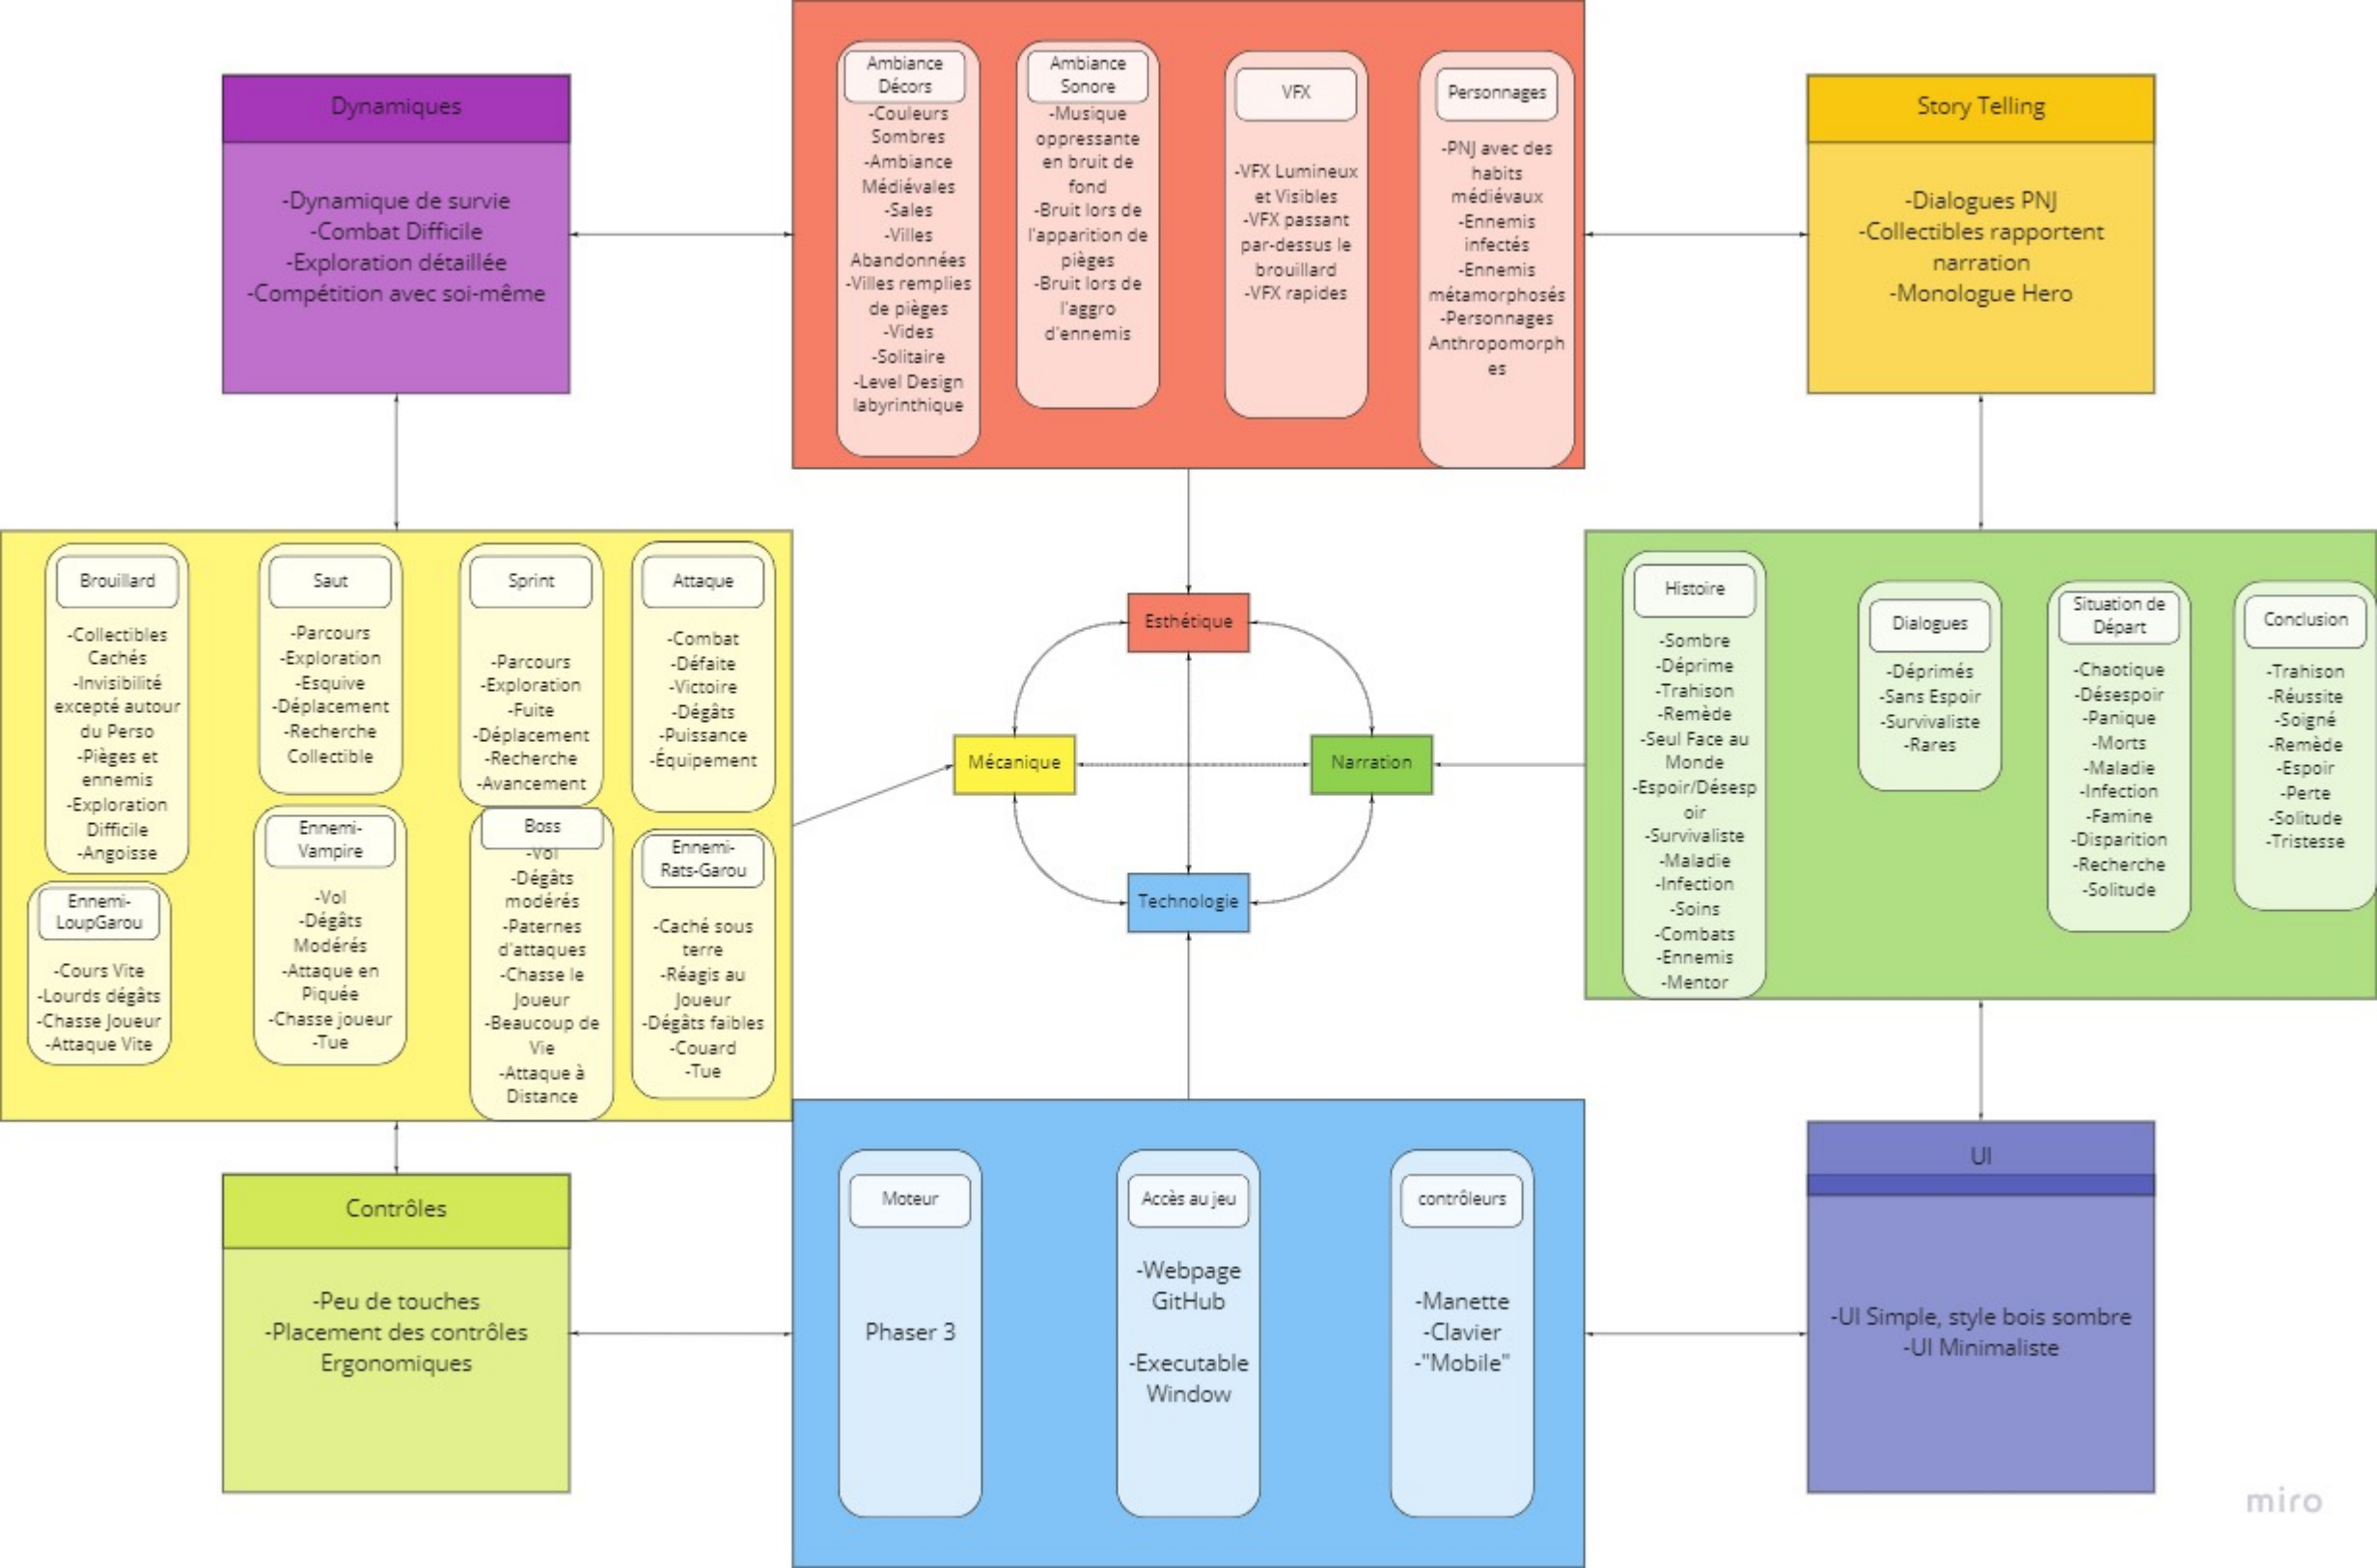 Dynamiques
-Dynamique de survie
-Combat Difficile
-Exploration détaillée
-Compétition avec soi-même
Ambiance
Décors
-Couleurs
Sombres
-Ambiance
Médiévales
-Sales
-Villes
Abandonnées
-Villes remplies
de pièges
-Vides
-Solitaire
-Level Design
labyrinthique
Ambiance
Sonore
-Musique
oppressante
en bruit de
fond
-Bruit lors de
l'apparition de
pièges
-Bruit lors de
l'aggro
d'ennemis
VFX
-VFX Lumineux
et Visibles
-VFX passant
par-dessus le
brouillard
-VFX rapides
Personnages
-PNJ avec des
habits
médiévaux
-Ennemis
infectés
-Ennemis
métamorphosés
-Personnages
Anthropomorph
es
Story Telling
-Dialogues PNJ
-Collectibles rapportent
narration
-Monologue Hero
Brouillard
-Collectibles
Cachés
-Invisibilité
excepté autour
du Perso
-Pièges et
ennemis
-Exploration
Difficile
-Angoisse
Saut
-Parcours
-Exploration
-Esquive
-Déplacement
-Recherche
Collectible
Sprint
-Parcours
-Exploration
-Fuite
-Déplacement
-Recherche
-Avancement
Attaque
-Combat
-Défaite
-Victoire
-Dégâts
-Puissance
-Équipement
Ennemi-
LoupGarou
-Cours Vite
-Lourds dégâts
-Chasse Joueur
-Attaque Vite
Ennemi-
Vampire
-Vol
-Dégâts
Modérés
-Attaque en
Piquée
-Chasse joueur
-Tue
Boss
-Vol
-Dégâts
modérés
-Paternes
d'attaques
-Chasse le
Joueur
-Beaucoup de
Vie
-Attaque à
Distance
Ennemi-
Rats-Garou
-Caché sous
terre
-Réagis au
Joueur
-Dégâts faibles
-Couard
-Tue
Esthétique
Mécanique
Narration
Technologie
Histoire
-Sombre
-Déprime
-Trahison
-Remède
-Seul Face au
Monde
-Espoir/Désesp
oir
-Survivaliste
-Maladie
-Infection
-Soins
-Combats
-Ennemis
-Mentor
Dialogues
-Déprimés
-Sans Espoir
-Survivaliste
-Rares
Situation de
Départ
-Chaotique
-Désespoir
-Panique
-Morts
-Maladie
-Infection
-Famine
-Disparition
-Recherche
-Solitude
Conclusion
-Trahison
-Réussite
-Soigné
-Remède
-Espoir
-Perte
-Solitude
-Tristesse
Contrôles
-Peu de touches
-Placement des contrôles
Ergonomiques
Moteur
Phaser 3
Accès au jeu
-Webpage
GitHub
-Executable
Window
contrôleurs
-Manette
-Clavier
-"Mobile"
UI
-UI Simple, style bois sombre
-UI Minimaliste
miro